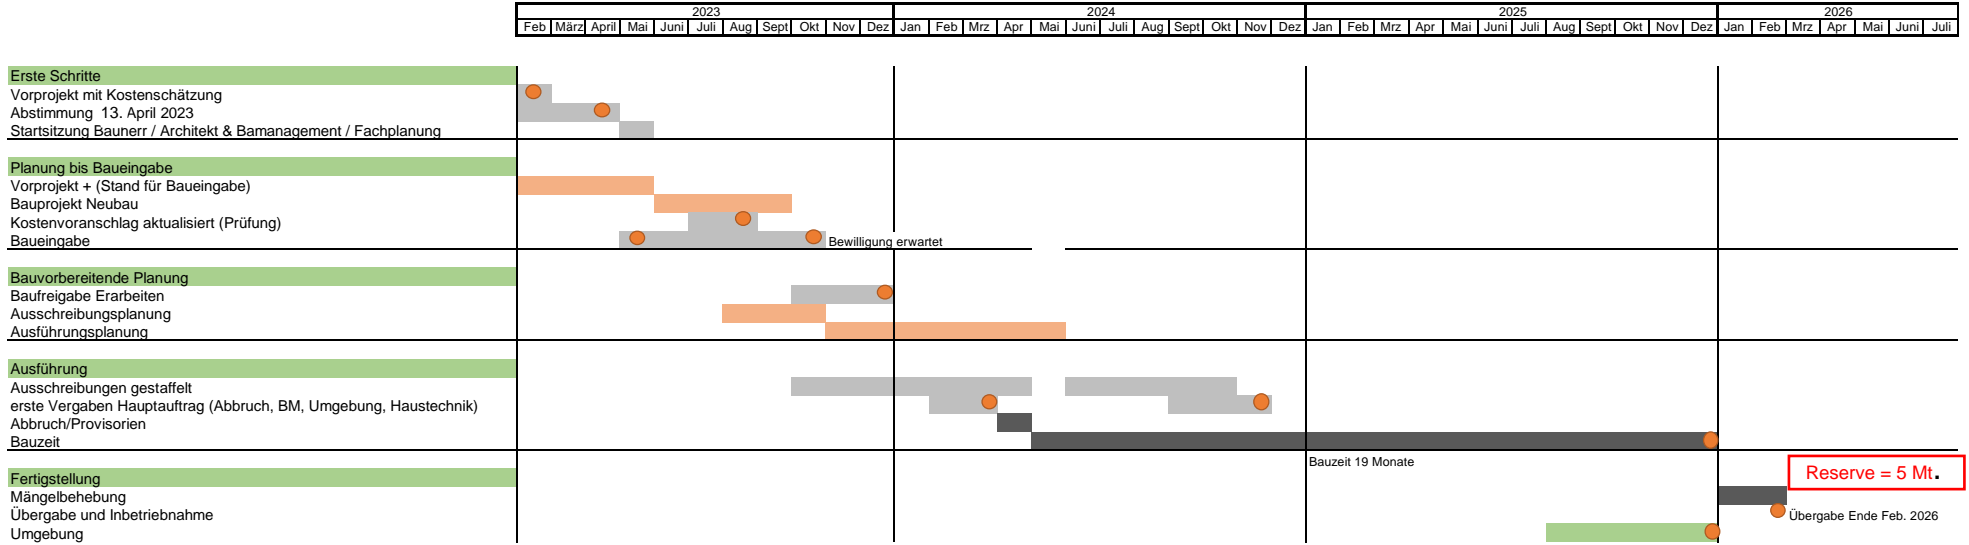 2023 2024 2025 2026
Feb März April Mai Juni Juli Aug Sept Okt Nov Dez Jan Feb Mrz Apr Mai Juni Juli Aug Sept Okt Nov Dez Jan Feb Mrz Apr Mai Juni Juli Aug Sept Okt Nov Dez Jan Feb Mrz Apr Mai Juni Juli
Erste Schritte
Vorprojekt mit Kostenschätzung
Abstimmung 13. April 2023
Startsitzung Bauherr / Architekt & Bamanagement / Fachplanung
Planung bis Baueingabe
Vorprojekt + (Stand für Baueingabe)
Bauprojekt Neubau
Kostenvoranschlag aktualisiert (Prüfung)
Baueingabe Bewilligung erwartet
Bauvorbereitende Planung
Baufreigabe Erarbeiten
Ausschreibungsplanung
Ausführungsplanung
Ausführung
Ausschreibungen gestaffelt
erste Vergaben Hauptauftrag (Abbruch, BM, Umgebung, Haustechnik)
Abbruch/Provisorien
Bauzeit
Bauzeit 19 Monate
Reserve = 5 Mt.
Fertigstellung
Mängelbehebung
Übergabe und Inbetriebnahme Übergabe Ende Feb. 2026
Umgebung